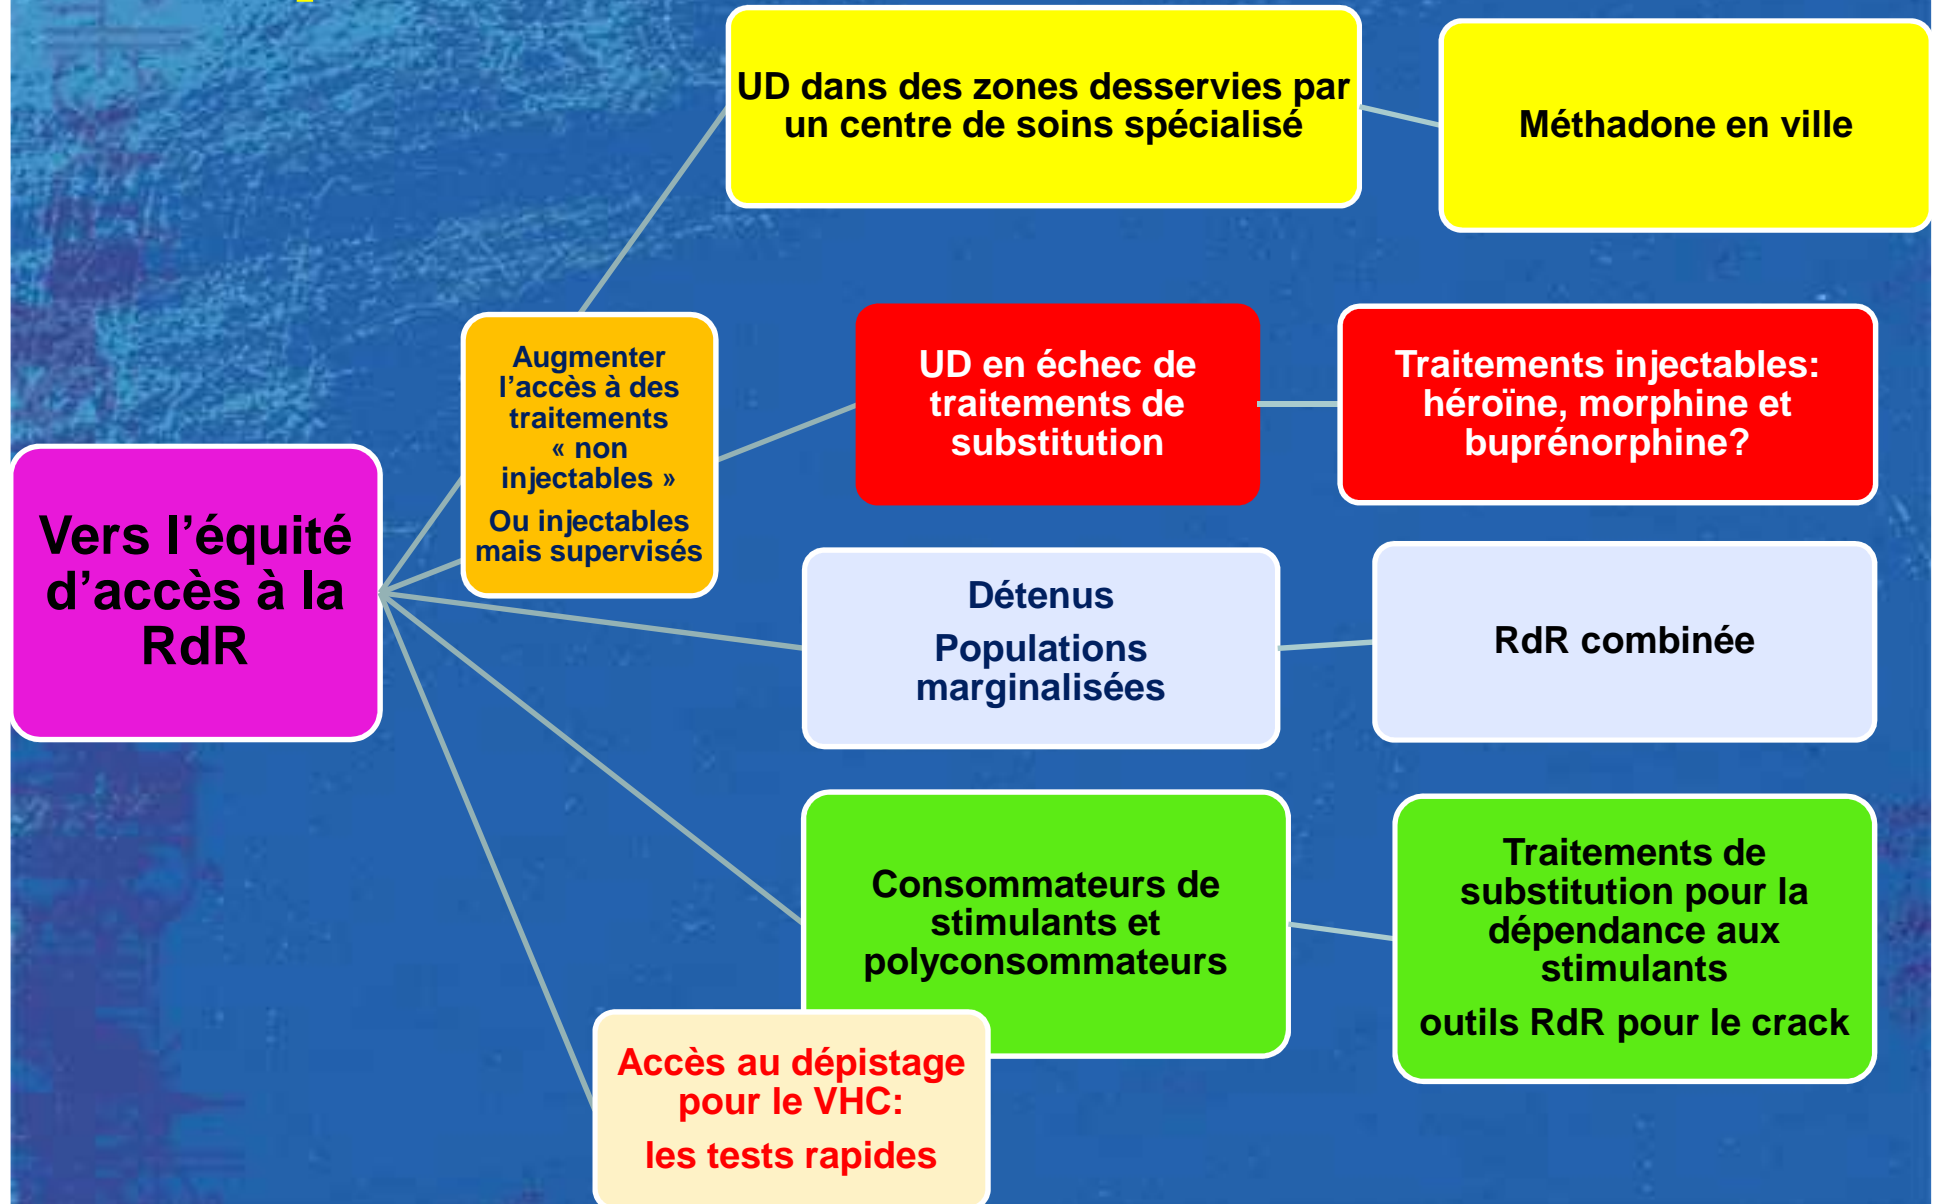 Vers l’équité
d’accès à la
RdR
Augmenter
l’accès à des
traitements
« non
injectables »
Ou injectables
mais supervisés
UD dans des zones desservies par
un centre de soins spécialisé
Méthadone en ville
UD en échec de
traitements de
substitution
Traitements injectables:
héroïne, morphine et
buprénorphine?
Détenus
Populations
marginalisées
RdR combinée
Consommateurs de
stimulants et
polyconsommateurs
Traitements de
substitution pour la
dépendance aux
stimulants
outils RdR pour le crack
Accès au dépistage
pour le VHC:
les tests rapides